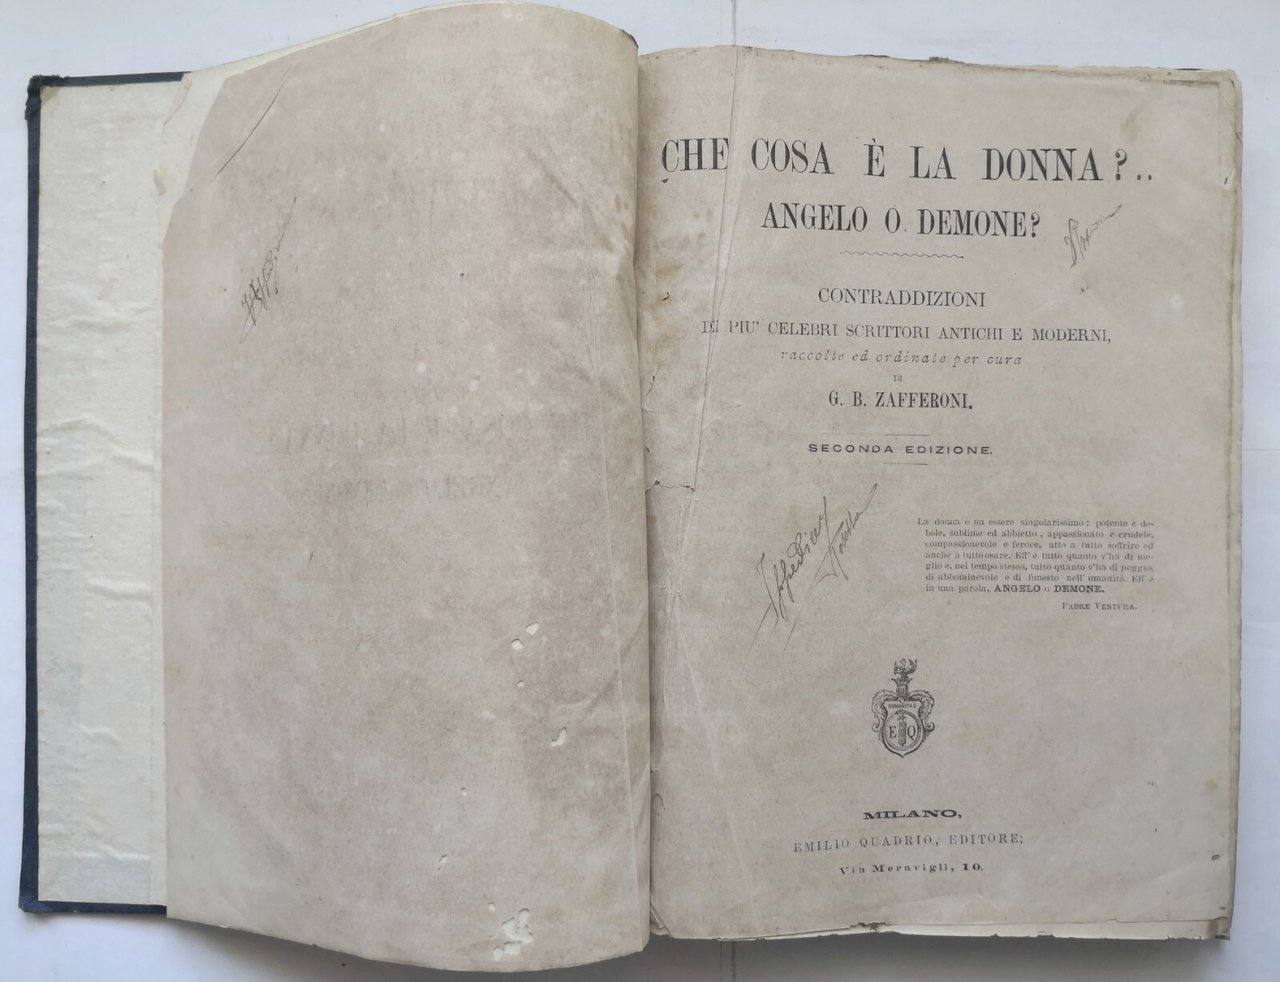 CHE COSA È LA DONNA?..
ANGELO O DEMONE?
CONTRADDIZIONI
DI PIU' CELEBRI SCRITTORI ANTICHI E MODERNI,
raccolte ed ordinate per cura
DI
G. B. ZAFFERONI.
SECONDA EDIZIONE.
La donna è un essere singolarissimo: potente e de-
bole, sublime ed abbietto, appassionato e crudele,
compassionevole e feroce, atto a tutto soffrire ed
anche a tutto osare. Ell' è tutto quanto v'ha di me-
glio e, nel tempo stesso, tutto quanto v'ha di peggio,
di abbominevole e di funesto nell' umanità. Ell' è
in una parola, ANGELO o DEMONE.
PADRE VENTURA.
HUMANITAS
E Q
MILANO,
EMILIO QUADRIO, EDITORE;
Via Meravigli, 10.